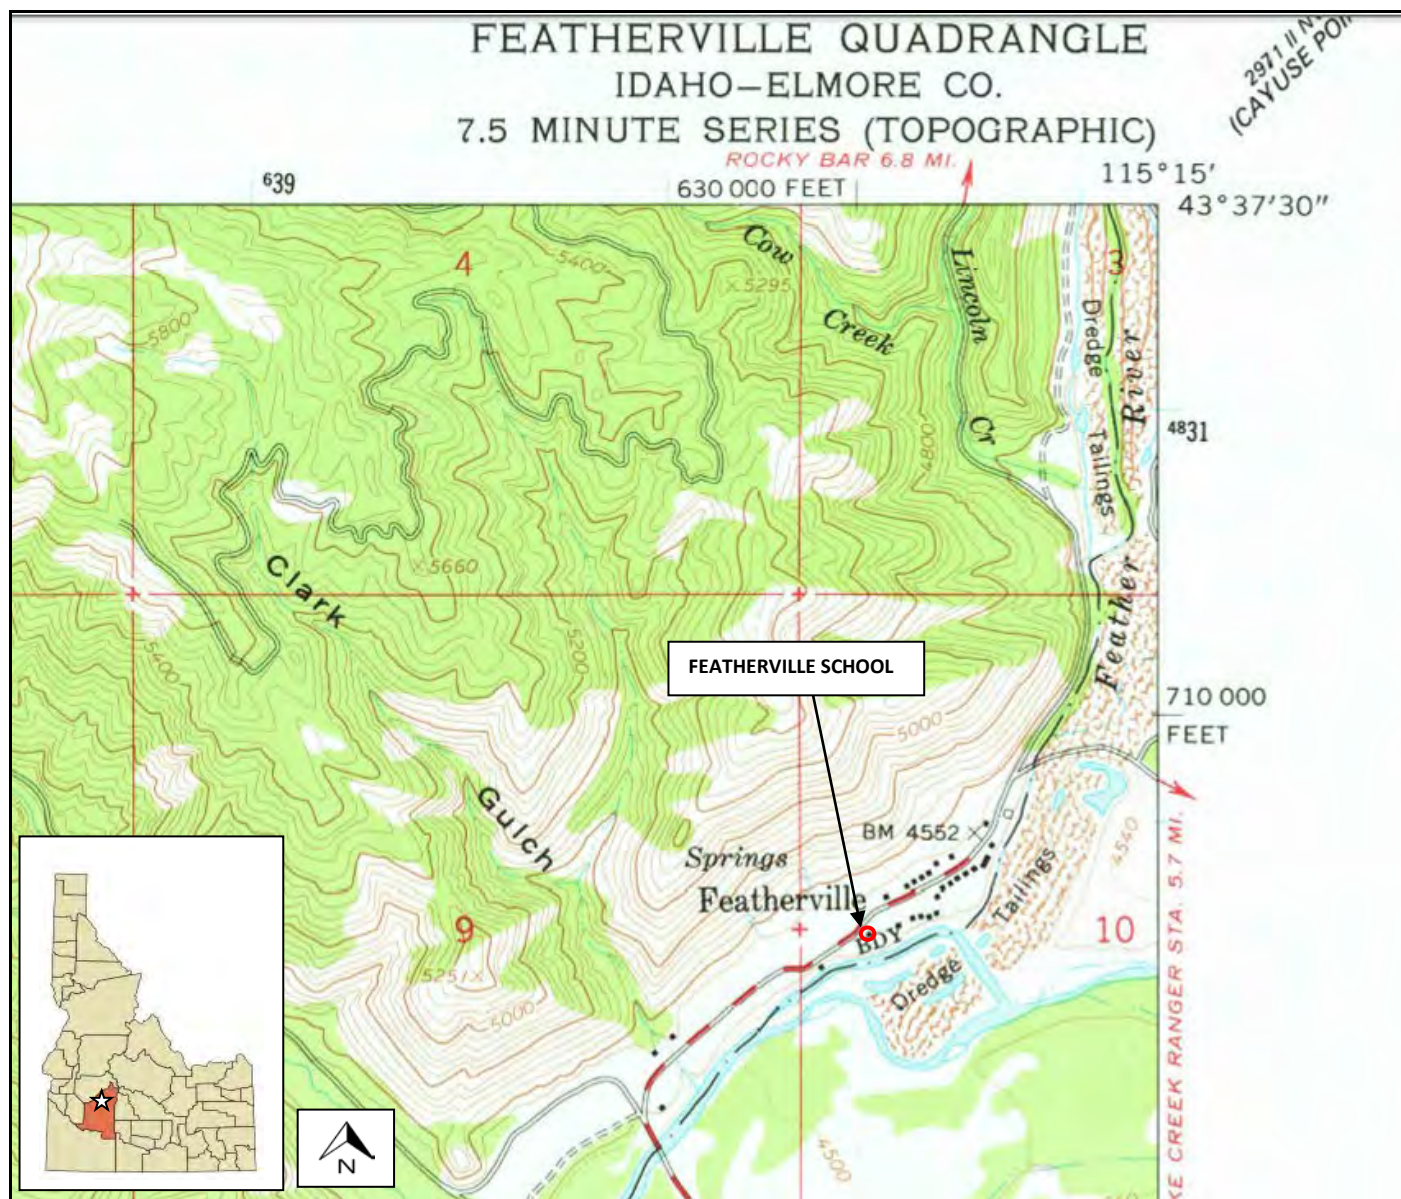 FEATHERVILLE QUADRANGLE
IDAHO—ELMORE CO.
7.5 MINUTE SERIES (TOPOGRAPHIC)
2971 II
(CAYUSE
ROCKY BAR 6.8 MI.
115°15′
639
630 000 FEET
43°37′30″
Cow
Creek
Lincoln
Cr
4
3
5400
5295
5800
Dredge
Tailings
River
Feather
4831
4800
5660
Clark
Gulch
5200
5400
FEATHERVILLE SCHOOL
5000
710 000
FEET
BM 4552
4540
Springs
Featherville
Tailings
BDY
9
10
5251
Dredge
5000
4500
CREEK RANGER STA. 5.7 MI.
N